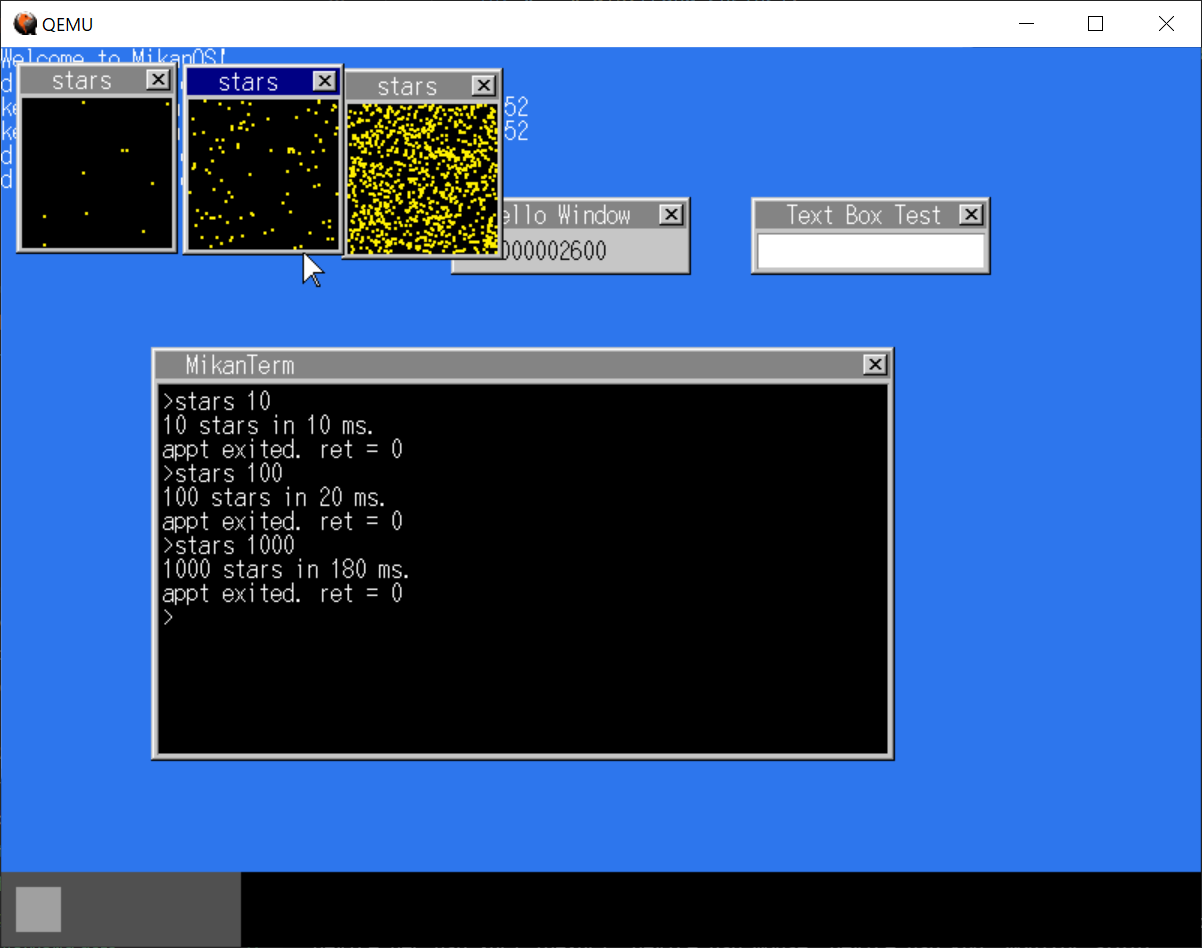 QEMU
Welcome to MikanOS!
stars
stars
stars
52
52
ello Window
000002600
Text Box Test
MikanTerm
>stars 10
10 stars in 10 ms.
appt exited. ret = 0
>stars 100
100 stars in 20 ms.
appt exited. ret = 0
>stars 1000
1000 stars in 180 ms.
appt exited. ret = 0
>